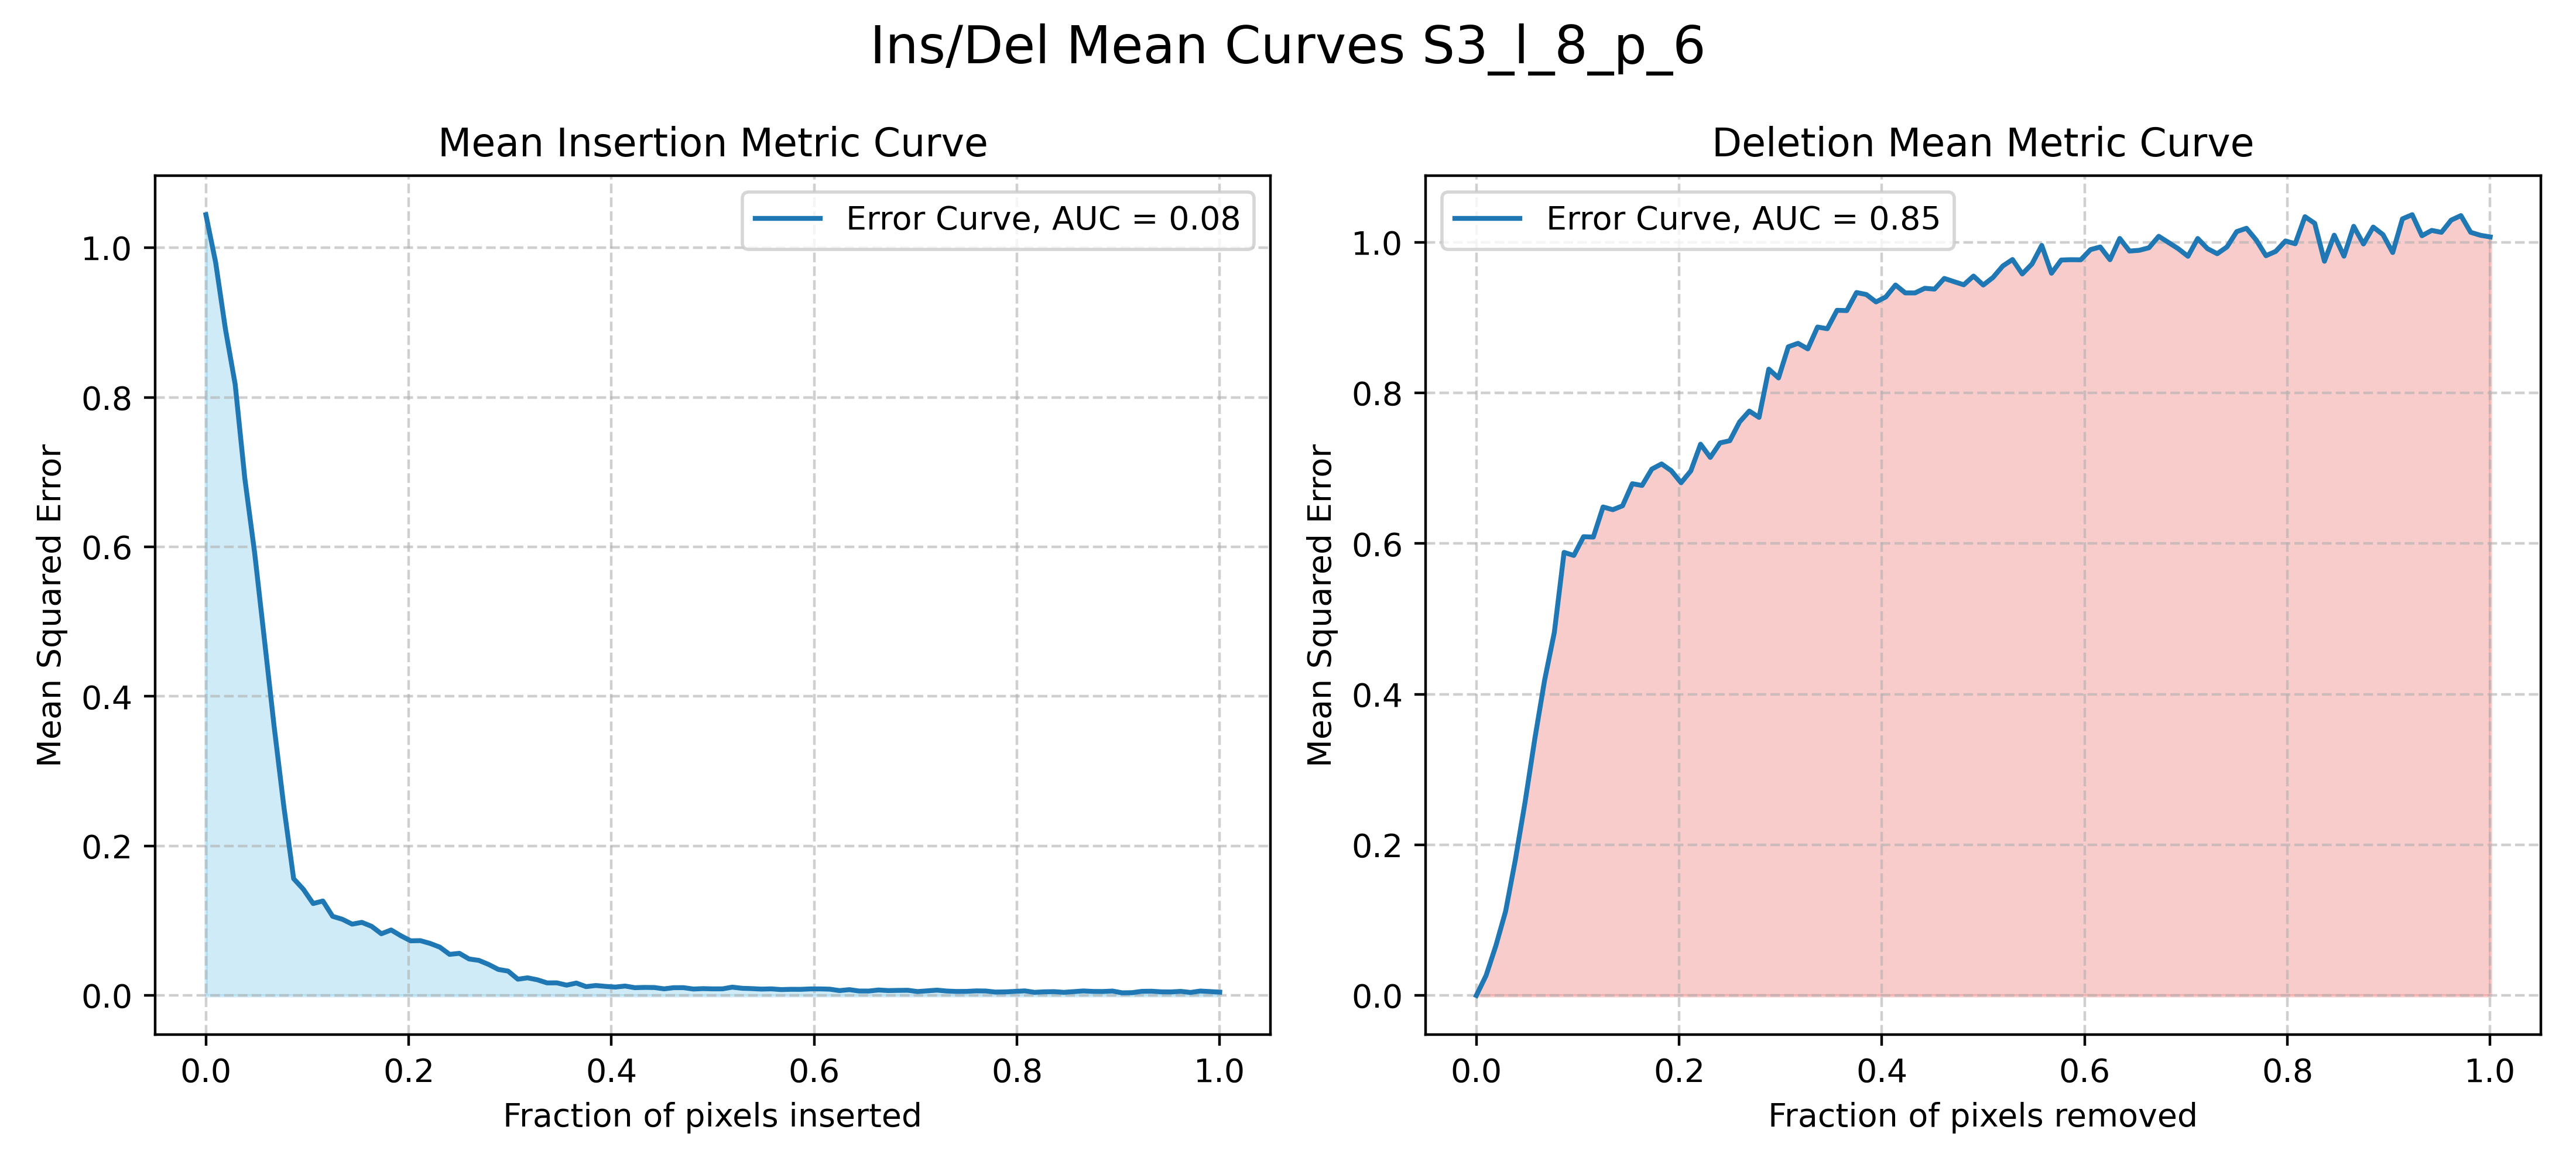 Ins/Del Mean Curves S3_l_8_p_6
Mean Insertion Metric Curve
Error Curve, AUC = 0.08
Mean Squared Error
1.0
0.8
0.6
0.4
0.2
0.0
0.0 0.2 0.4 0.6 0.8 1.0
Fraction of pixels inserted
Deletion Mean Metric Curve
Error Curve, AUC = 0.85
Mean Squared Error
1.0
0.8
0.6
0.4
0.2
0.0
0.0 0.2 0.4 0.6 0.8 1.0
Fraction of pixels removed